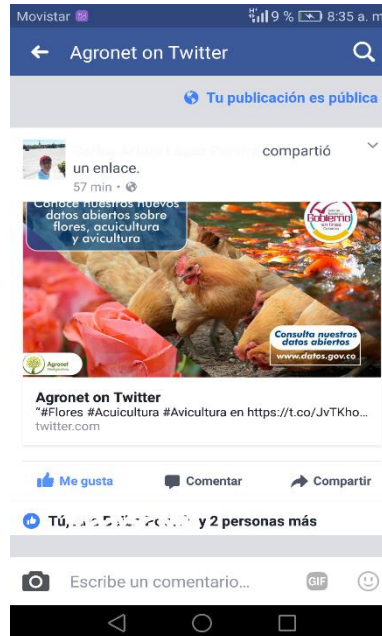 Movistar
9 % 8:35 a. m
Agronet on Twitter
Tu publicación es pública
compartió
un enlace.
57 min
Conoce nuestros nuevos
datos abiertos sobre
flores, acuicultura
y avicultura
Gobierno
en línea
Consulta nuestros
datos abiertos
www.datos.gov.co
Agronet
Agronet on Twitter
"#Flores #Acuicultura #Avicultura en https://t.co/JvTKho...
twitter.com
Me gusta
Comentar
Compartir
Tú, y 2 personas más
Escribe un comentario...
GIF